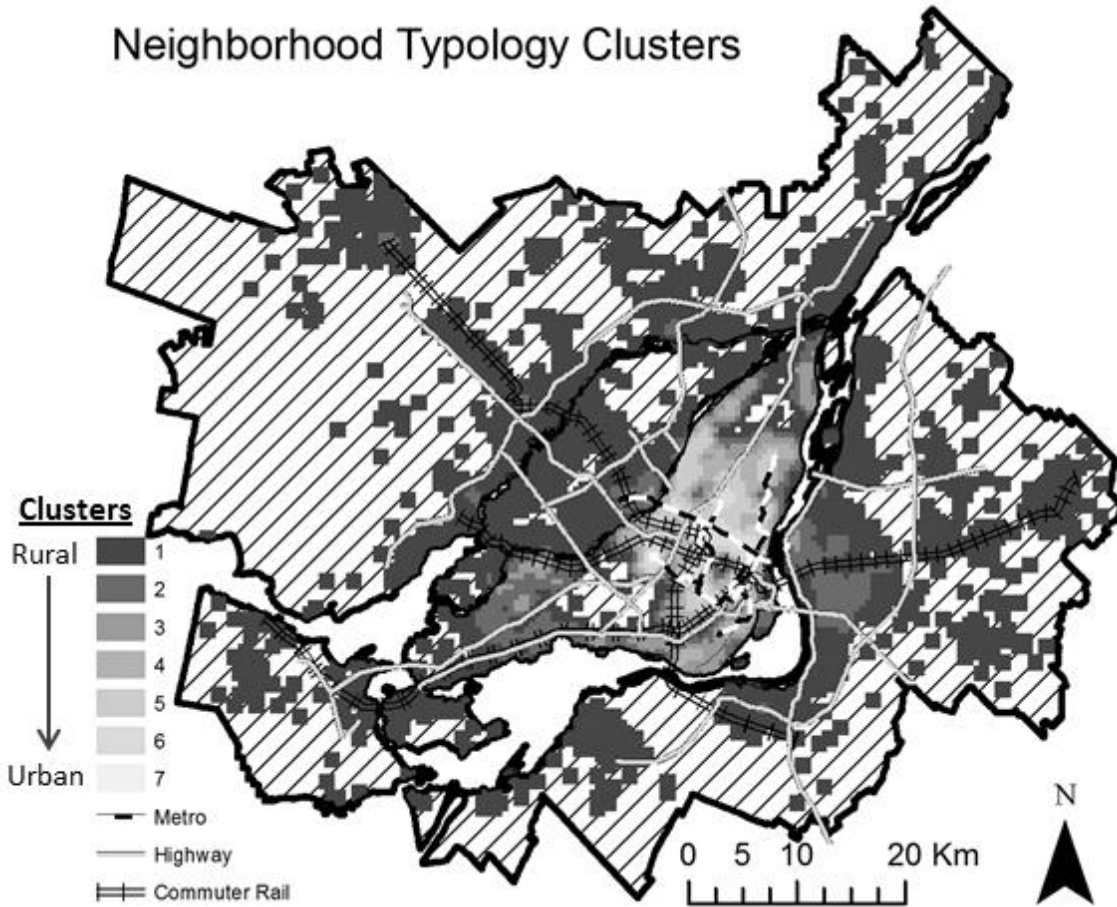 Neighborhood Typology Clusters
Clusters
Rural
1
2
3
4
5
6
Urban
7
Metro
Highway
Commuter Rail
N
0 5 10 20 Km